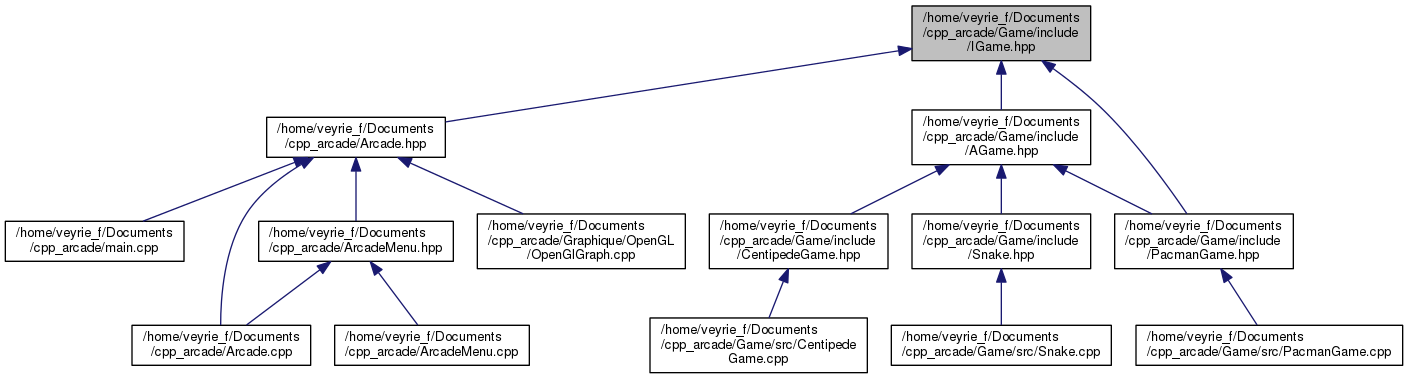 /home/veyrie_f/Documents
/cpp_arcade/Game/include
/IGame.hpp
/home/veyrie_f/Documents
/cpp_arcade/Arcade.hpp
/home/veyrie_f/Documents
/cpp_arcade/Game/include
/AGame.hpp
/home/veyrie_f/Documents
/cpp_arcade/main.cpp
/home/veyrie_f/Documents
/cpp_arcade/ArcadeMenu.hpp
/home/veyrie_f/Documents
/cpp_arcade/Graphique/OpenGL
/OpenGlGraph.cpp
/home/veyrie_f/Documents
/cpp_arcade/Game/include
/CentipedeGame.hpp
/home/veyrie_f/Documents
/cpp_arcade/Game/include
/Snake.hpp
/home/veyrie_f/Documents
/cpp_arcade/Game/include
/PacmanGame.hpp
/home/veyrie_f/Documents
/cpp_arcade/Arcade.cpp
/home/veyrie_f/Documents
/cpp_arcade/ArcadeMenu.cpp
/home/veyrie_f/Documents
/cpp_arcade/Game/src/Centipede
Game.cpp
/home/veyrie_f/Documents
/cpp_arcade/Game/src/Snake.cpp
/home/veyrie_f/Documents
/cpp_arcade/Game/src/PacmanGame.cpp